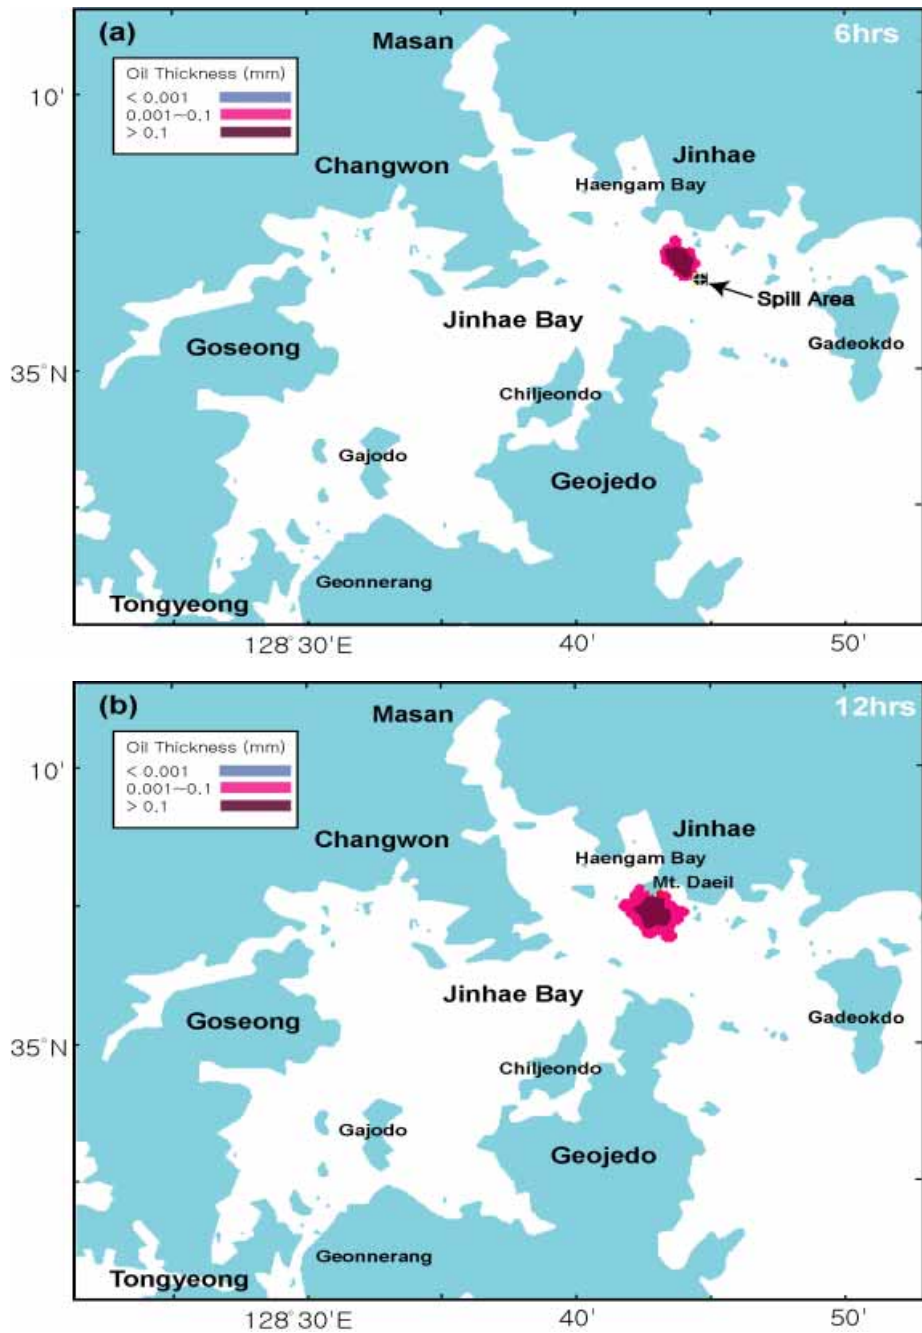 (a)
6hrs
Masan
Oil Thickness (mm)
< 0.001
0.001~0.1
> 0.1
10'
Changwon
Jinhae
Haengam Bay
Spill Area
Jinhae Bay
Goseong
Gadeokdo
35°N
Chiljeondo
Gajodo
Geojedo
Geonnerang
Tongyeong
128°30'E
40'
50'
(b)
12hrs
Masan
Oil Thickness (mm)
< 0.001
0.001~0.1
> 0.1
10'
Changwon
Jinhae
Haengam Bay
Mt. Daeil
Jinhae Bay
Goseong
Gadeokdo
35°N
Chiljeondo
Gajodo
Geojedo
Geonnerang
Tongyeong
128°30'E
40'
50'